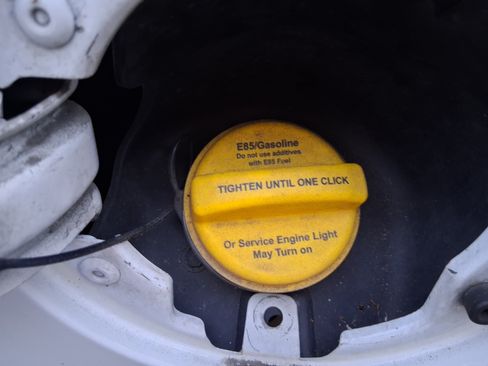 E85/Gasoline
Do not use additives
with E85 Fuel
TIGHTEN UNTIL ONE CLICK
Or Service Engine Light
May Turn on